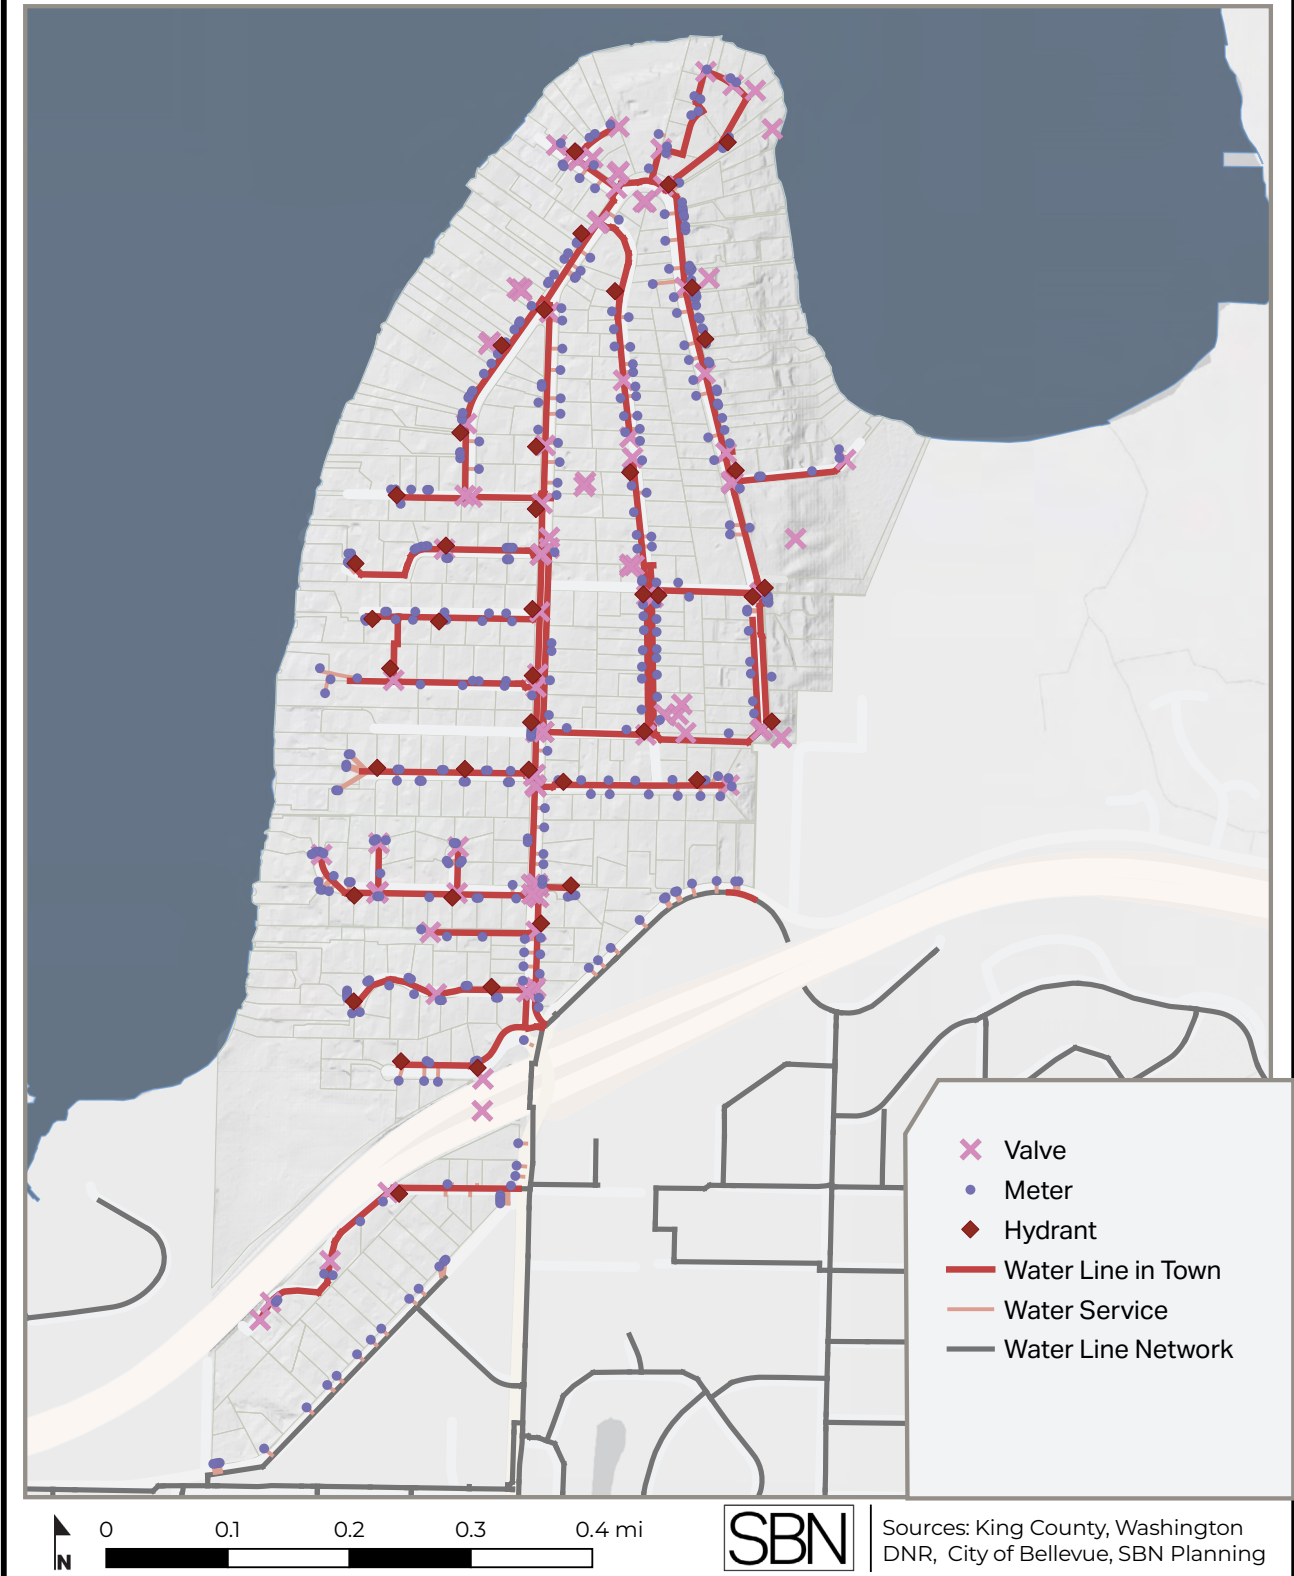 Valve
Meter
Hydrant
Water Line in Town
Water Service
Water Line Network
0 0.1 0.2 0.3 0.4 mi
N
SBN
Sources: King County, Washington
DNR, City of Bellevue, SBN Planning